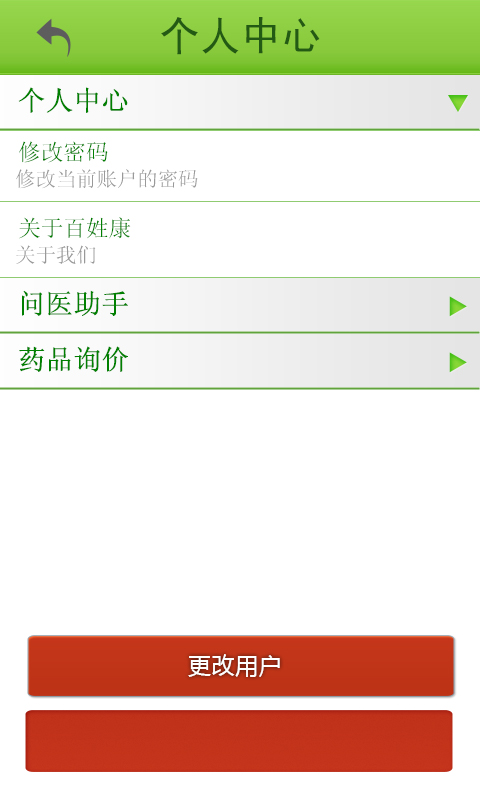 个人中心
个人中心
修改密码
修改当前账户的密码
关于百姓康
关于我们
问医助手
药品询价
更改用户